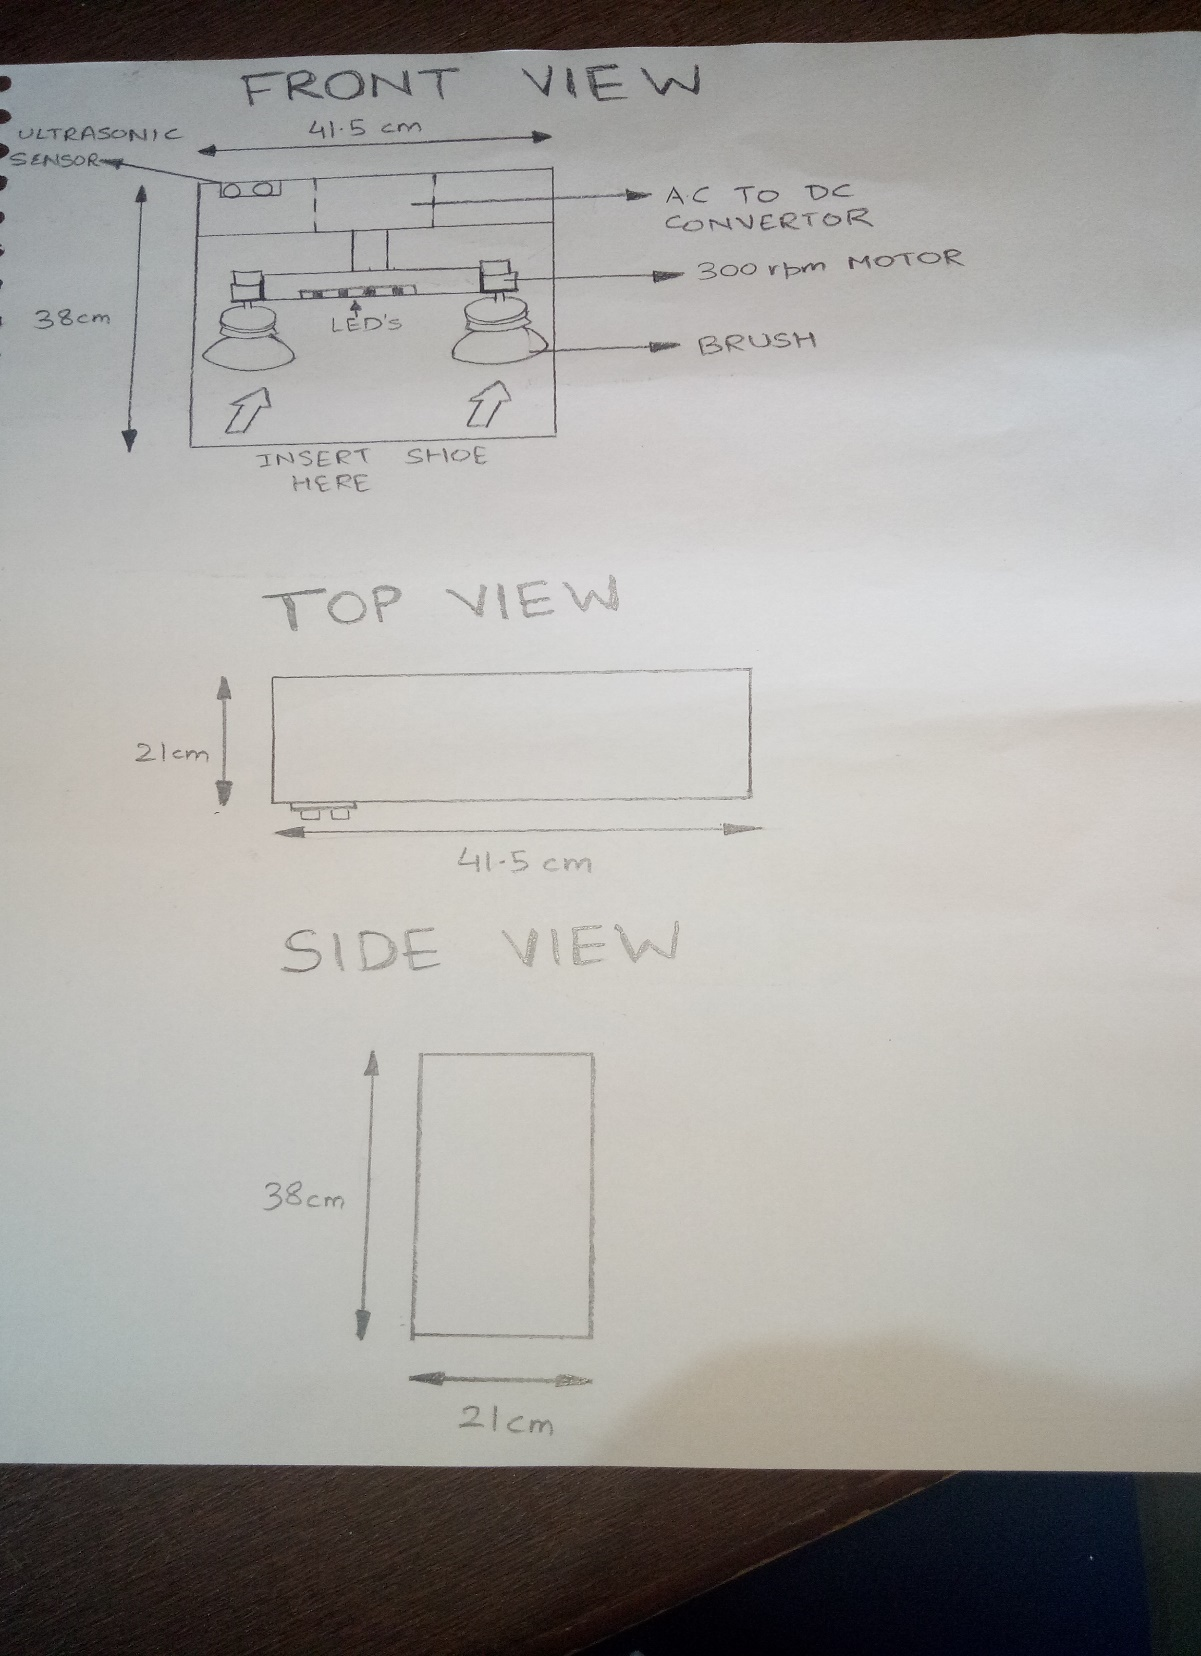 FRONT VIEW
41.5 cm
ULTRASONIC
SENSOR
A.C TO DC
CONVERTOR
300 rpm MOTOR
38cm
LED'S
BRUSH
INSERT SHOE
HERE
TOP VIEW
21cm
41.5 cm
SIDE VIEW
38cm
21cm